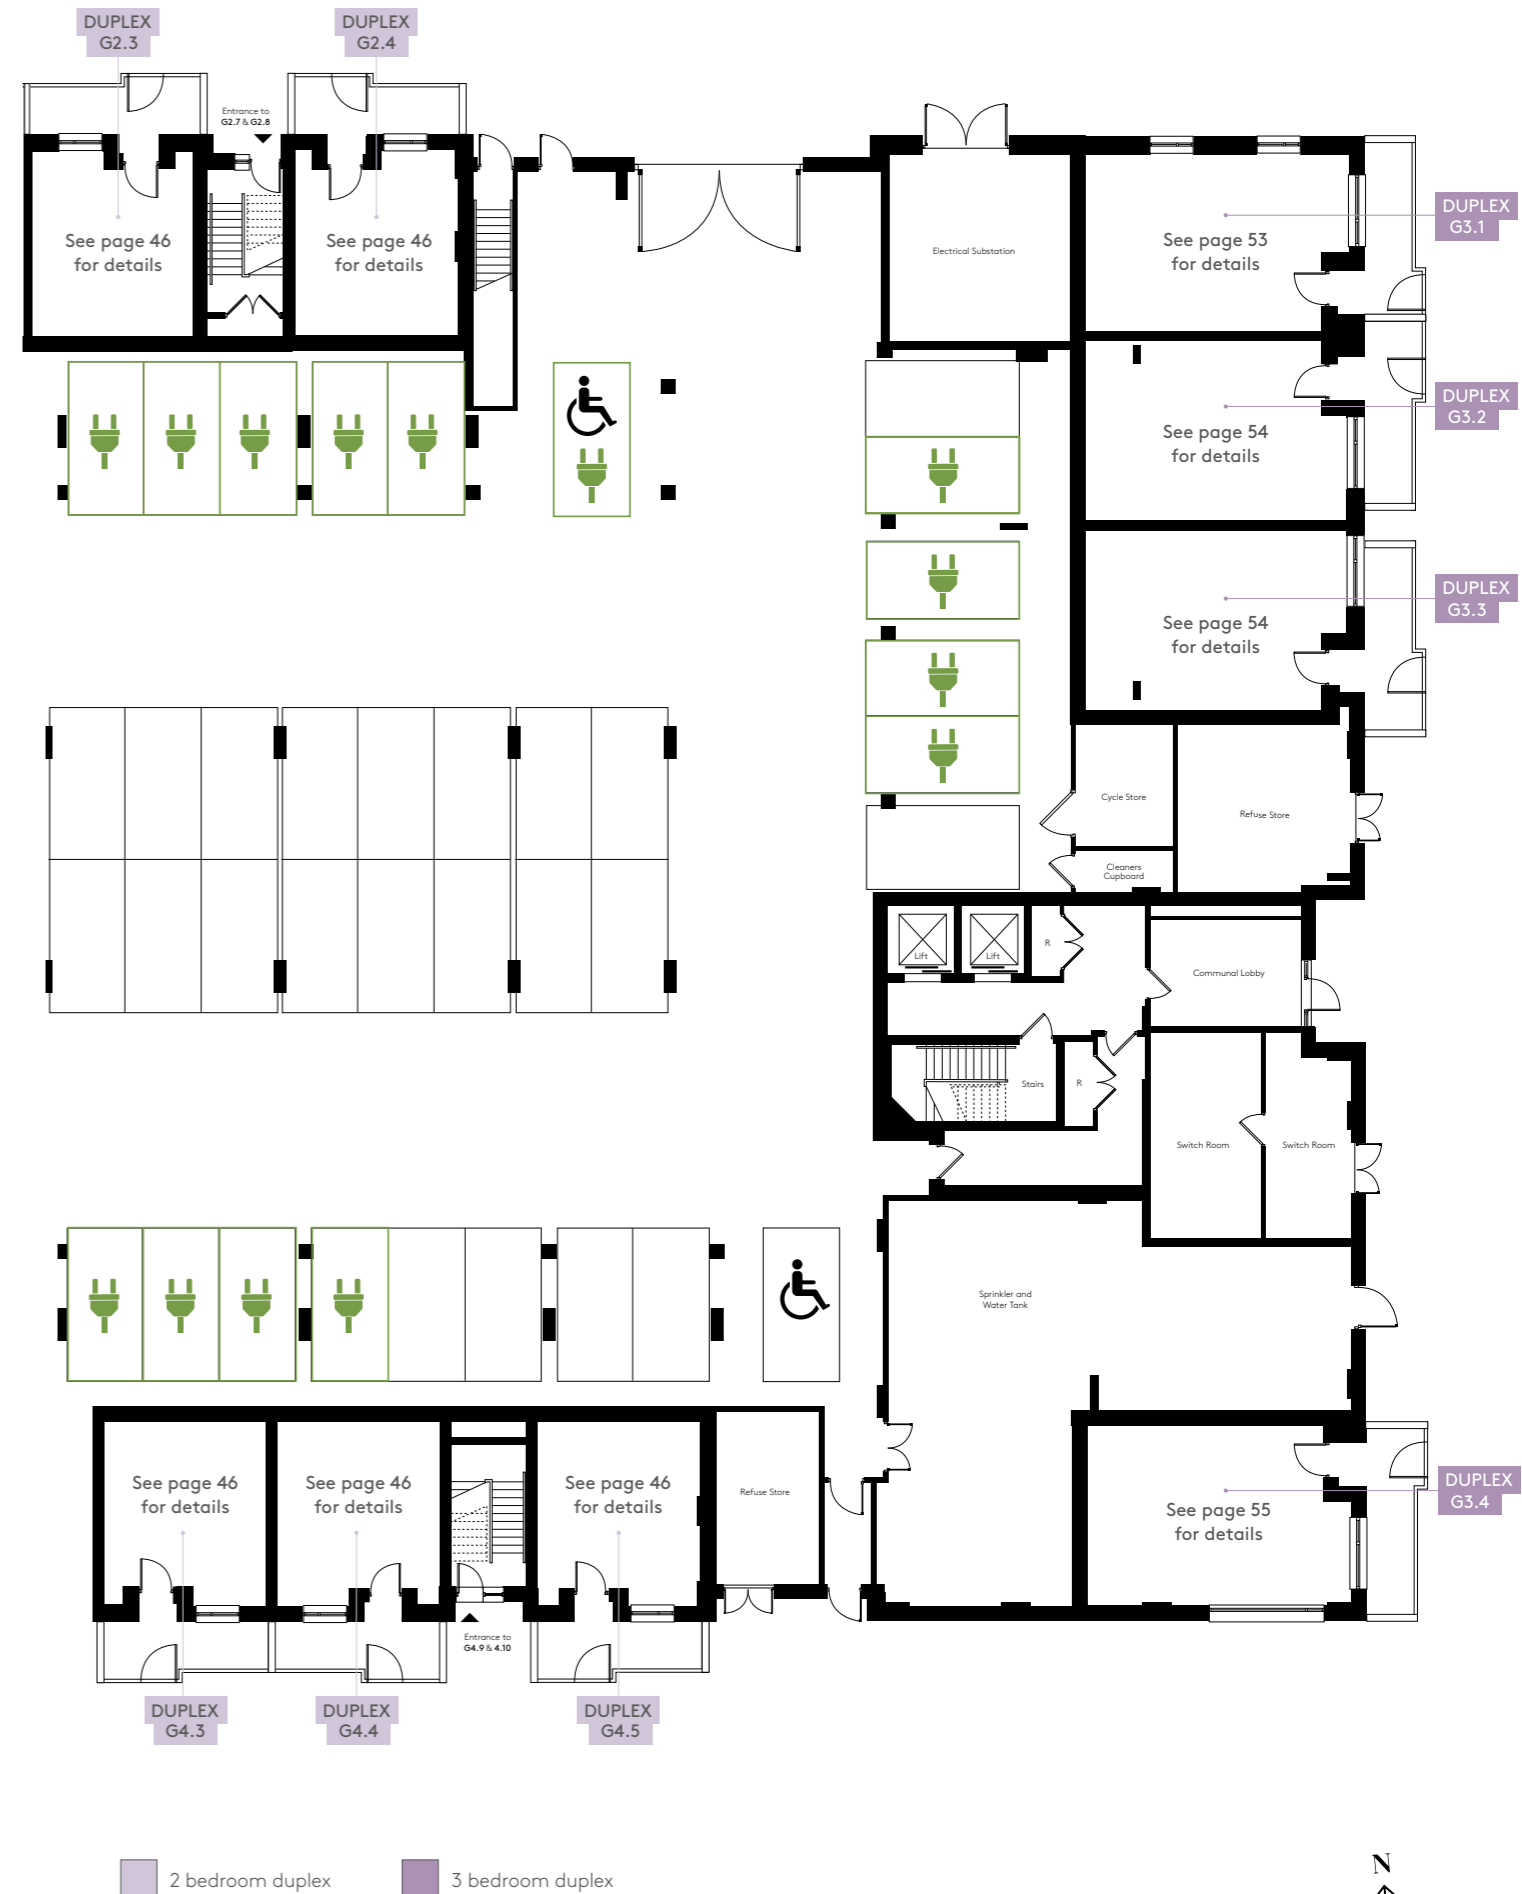 DUPLEX
G2.3
DUPLEX
G2.4
Entrance to
G2.7 & G2.8
See page 46
for details
See page 46
for details
Electrical Substation
See page 53
for details
DUPLEX
G3.1
See page 54
for details
DUPLEX
G3.2
See page 54
for details
DUPLEX
G3.3
Cycle Store
Refuse Store
Cleaners
Cupboard
Lift
Lift
R
Communal Lobby
Stairs
R
Switch Room
Switch Room
Sprinkler and
Water Tank
See page 46
for details
See page 46
for details
See page 46
for details
Refuse Store
See page 55
for details
DUPLEX
G3.4
Entrance to
G4.9 & 4.10
DUPLEX
G4.3
DUPLEX
G4.4
DUPLEX
G4.5
2 bedroom duplex
3 bedroom duplex
N